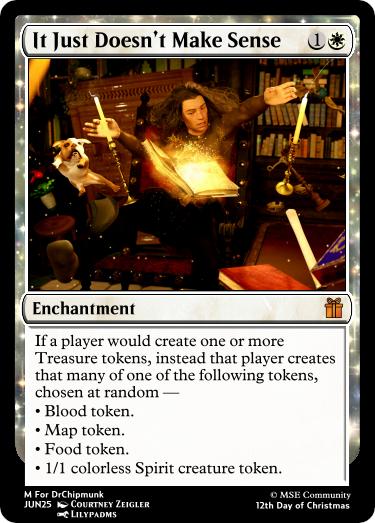 It Just Doesn't Make Sense 1
Enchantment
If a player would create one or more
Treasure tokens, instead that player creates
that many of one of the following tokens,
chosen at random —
• Blood token.
• Map token.
• Food token.
• 1/1 colorless Spirit creature token.
M For DrChipmunk
JUN25 Courtney Zeigler
Lilypadms
© MSE Community
12th Day of Christmas